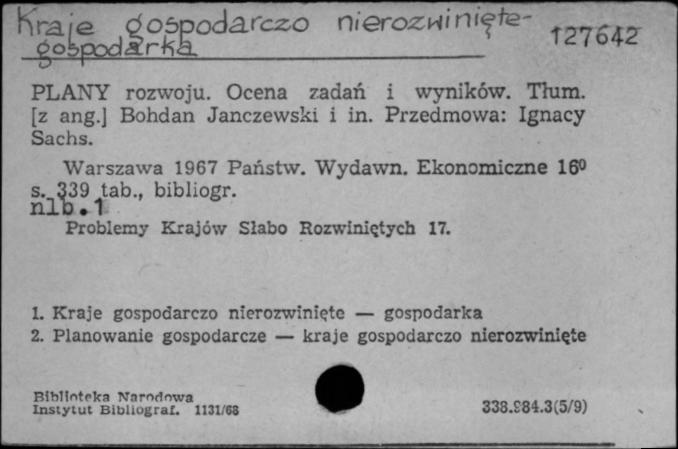 Kraje gospodarczo nierozwinięte-
gospodarka
127642
PLANY rozwoju. Ocena zadań i wyników. Tłum.
[z ang.] Bohdan Janczewski i in. Przedmowa: Ignacy
Sachs.
Warszawa 1967 Państw. Wydawn. Ekonomiczne 16⁰
s. 339 tab., bibliogr.
nlb. 1
Problemy Krajów Słabo Rozwiniętych 17.
1. Kraje gospodarczo nierozwinięte — gospodarka
2. Planowanie gospodarcze — kraje gospodarczo nierozwinięte
Biblioteka Narodowa
Instytut Bibliograf. 1131/68
338.984.3(5/9)